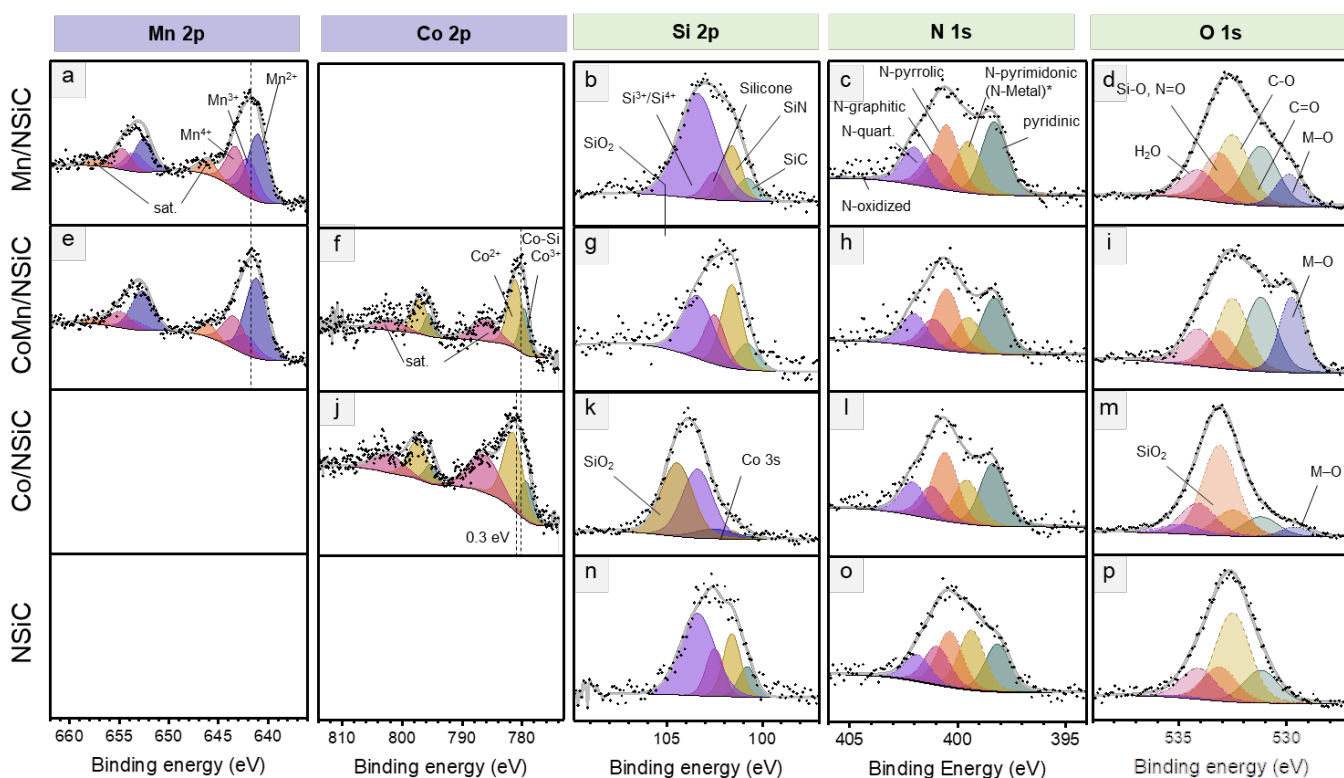 Mn 2p
Co 2p
Si 2p
N 1s
O 1s
Mn/NSiC
a
Mn⁴⁺
Mn³⁺
Mn²⁺
sat.
b
Si³⁺/Si⁴⁺
SiO₂
Silicone
SiN
SiC
c
N-pyrrolic
N-graphitic
N-quart.
N-oxidized
N-pyrimidonic
(N-Metal)*
pyridinic
d
Si-O, N=O
H₂O
C-O
C=O
M–O
CoMn/NSiC
e
f
Co²⁺
Co-Si
Co³⁺
sat.
g
h
i
M–O
Co/NSiC
j
0.3 eV
k
SiO₂
Co 3s
l
m
SiO₂
M–O
NSiC
n
o
p
660 650 640
810 800 790 780
105 100
405 400 395
535 530
Binding energy (eV)
Binding energy (eV)
Binding energy (eV)
Binding Energy (eV)
Binding energy (eV)